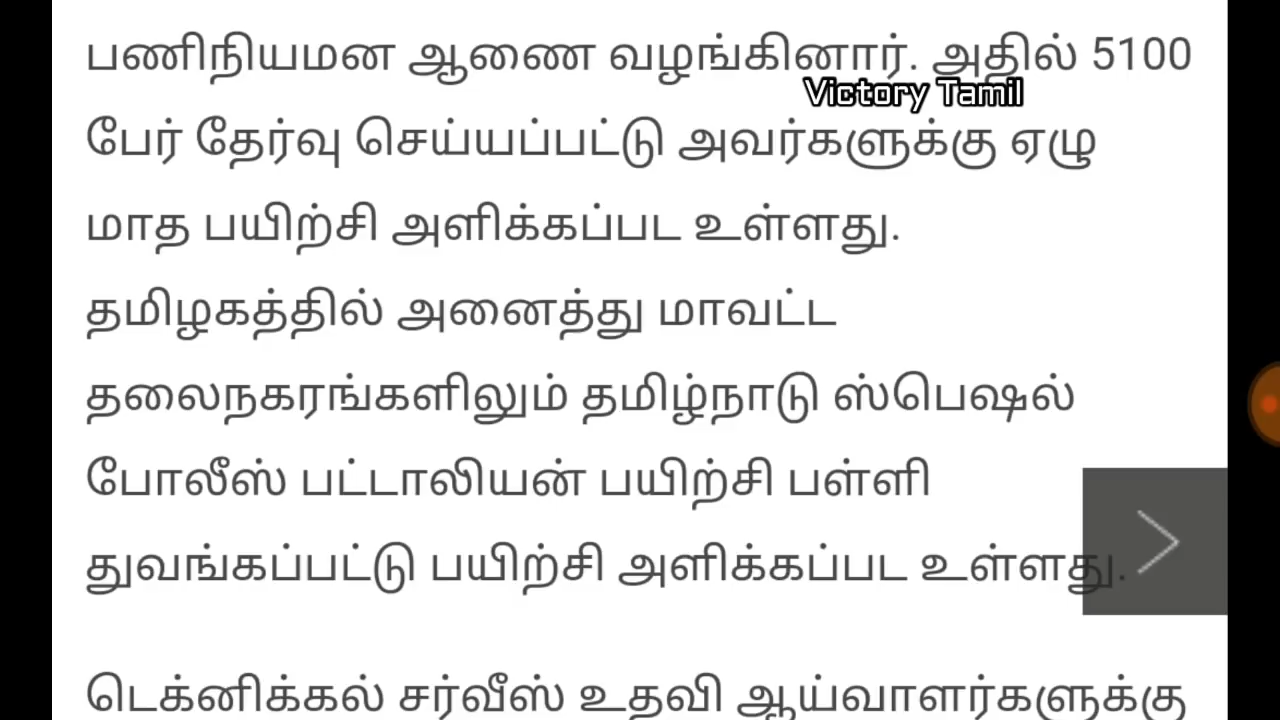 பணிநியமன ஆணை வழங்கினார். அதில் 5100
Victory Tamil
பேர் தேர்வு செய்யப்பட்டு அவர்களுக்கு ஏழு
மாத பயிற்சி அளிக்கப்பட உள்ளது.
தமிழகத்தில் அனைத்து மாவட்ட
தலைநகரங்களிலும் தமிழ்நாடு ஸ்பெஷல்
போலீஸ் பட்டாலியன் பயிற்சி பள்ளி
துவங்கப்பட்டு பயிற்சி அளிக்கப்பட உள்ளது.
டெக்னிக்கல் சர்வீஸ் உதவி ஆய்வாளர்களுக்கு